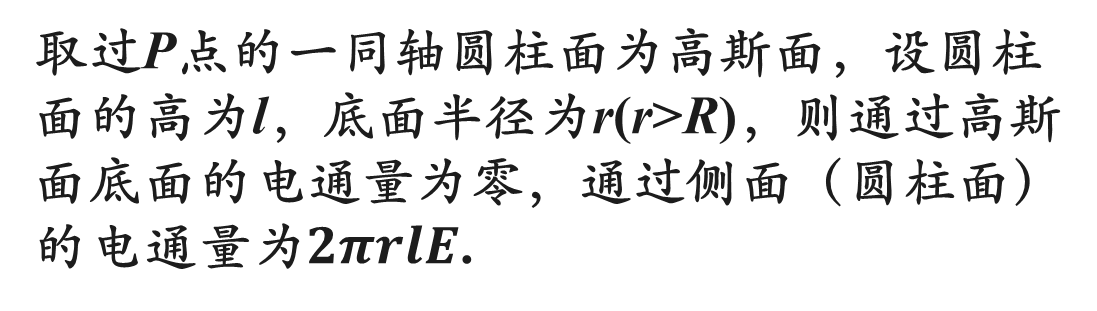 取过P点的一同轴圆柱面为高斯面，设圆柱
面的高为l，底面半径为r(r>R)，则通过高斯
面底面的电通量为零，通过侧面（圆柱面）
的电通量为2πrlE.